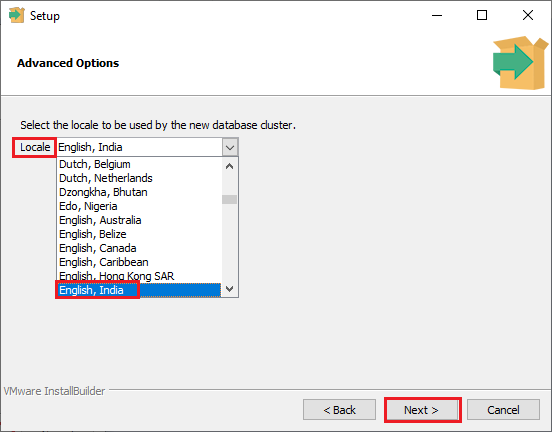 Setup
Advanced Options
Select the locale to be used by the new database cluster.
Locale English, India
Dutch, Belgium
Dutch, Netherlands
Dzongkha, Bhutan
Edo, Nigeria
English, Australia
English, Belize
English, Canada
English, Caribbean
English, Hong Kong SAR
English, India
VMware InstallBuilder
< Back Next > Cancel